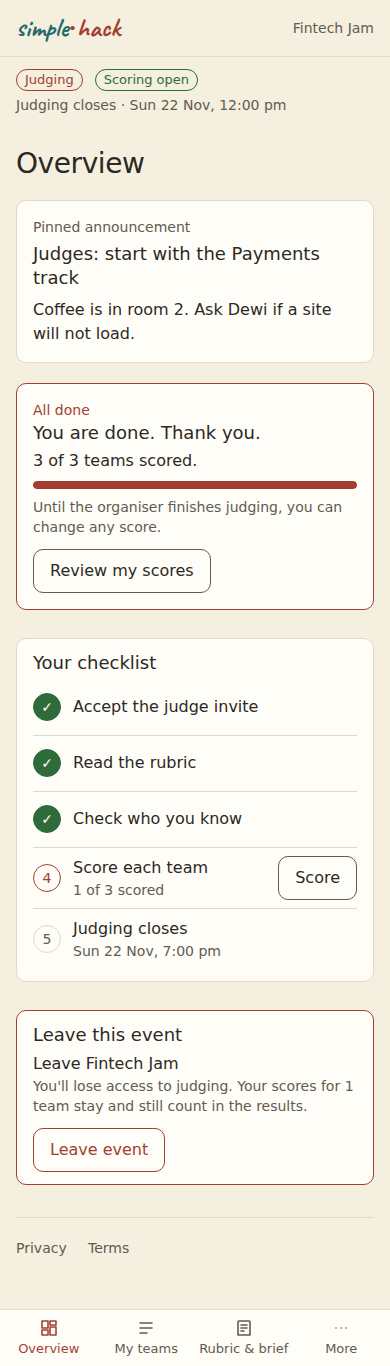 simple·hack
Fintech Jam
Judging
Scoring open
Judging closes · Sun 22 Nov, 12:00 pm
Overview
Pinned announcement
Judges: start with the Payments
track
Coffee is in room 2. Ask Dewi if a site
will not load.
All done
You are done. Thank you.
3 of 3 teams scored.
Until the organiser finishes judging, you can
change any score.
Review my scores
Your checklist
✓ Accept the judge invite
✓ Read the rubric
✓ Check who you know
4 Score each team
1 of 3 scored
Score
5 Judging closes
Sun 22 Nov, 7:00 pm
Leave this event
Leave Fintech Jam
You'll lose access to judging. Your scores for 1
team stay and still count in the results.
Leave event
Privacy Terms
Overview
My teams
Rubric & brief
More